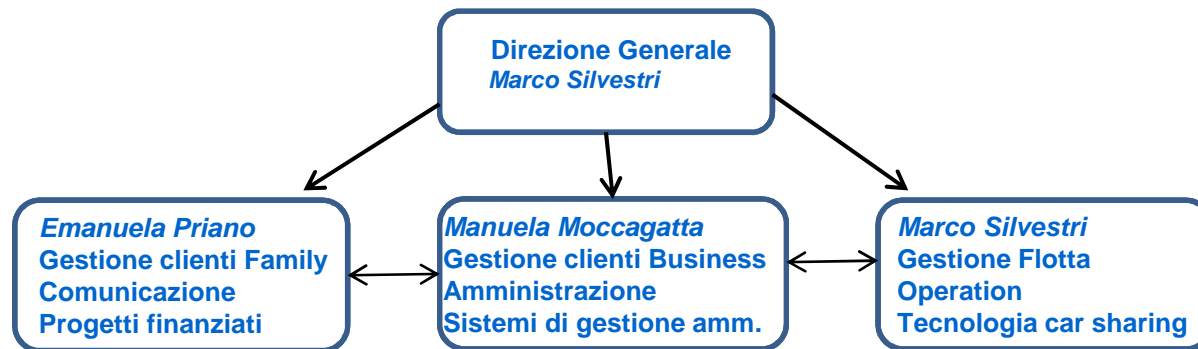 Direzione Generale
Marco Silvestri
Emanuela Priano
Gestione clienti Family
Comunicazione
Progetti finanziati
Manuela Moccagatta
Gestione clienti Business
Amministrazione
Sistemi di gestione amm.
Marco Silvestri
Gestione Flotta
Operation
Tecnologia car sharing